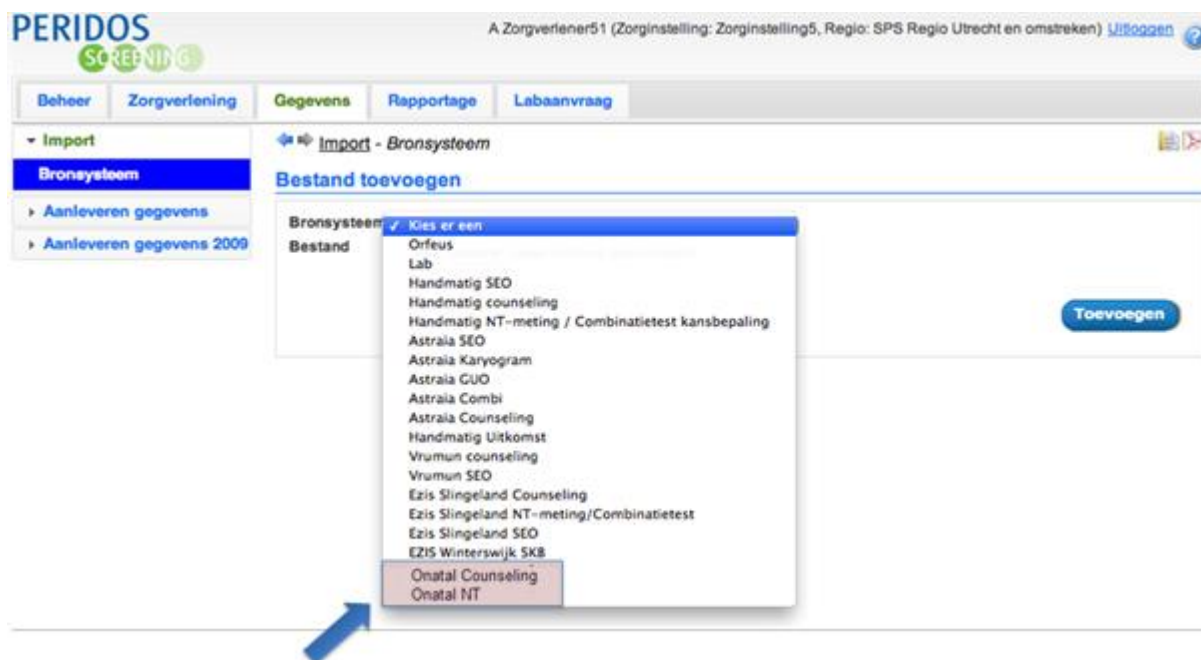 PERIDOS
SCREENING
A Zorgverlener51 (Zorginstelling: Zorginstelling5, Regio: SPS Regio Utrecht en omstreken) Uitloggen
Beheer Zorgverlening Gegevens Rapportage Labaanvraag
Import
Import - Bronsysteem
Bronsysteem
Bestand toevoegen
Aanleveren gegevens
Aanleveren gegevens 2009
Bronsysteem
Bestand
Kies er een
Orfeus
Lab
Handmatig SEO
Handmatig counseling
Handmatig NT-meting / Combinatietest kansbepaling
Astraia SEO
Astraia Karyogram
Astraia GUO
Astraia Combi
Astraia Counseling
Handmatig Uitkomst
Vrumun counseling
Vrumun SEO
Ezis Slingeland Counseling
Ezis Slingeland NT-meting/Combinatietest
Ezis Slingeland SEO
EZIS Winterswijk SKB
Onatal Counseling
Onatal NT
Toevoegen